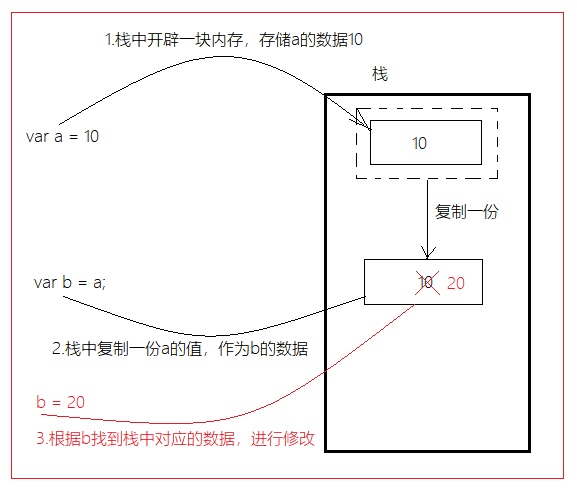 1.栈中开辟一块内存，存储a的数据10
栈
var a = 10
10
复制一份
var b = a;
10 20
2.栈中复制一份a的值，作为b的数据
b = 20
3.根据b找到栈中对应的数据，进行修改